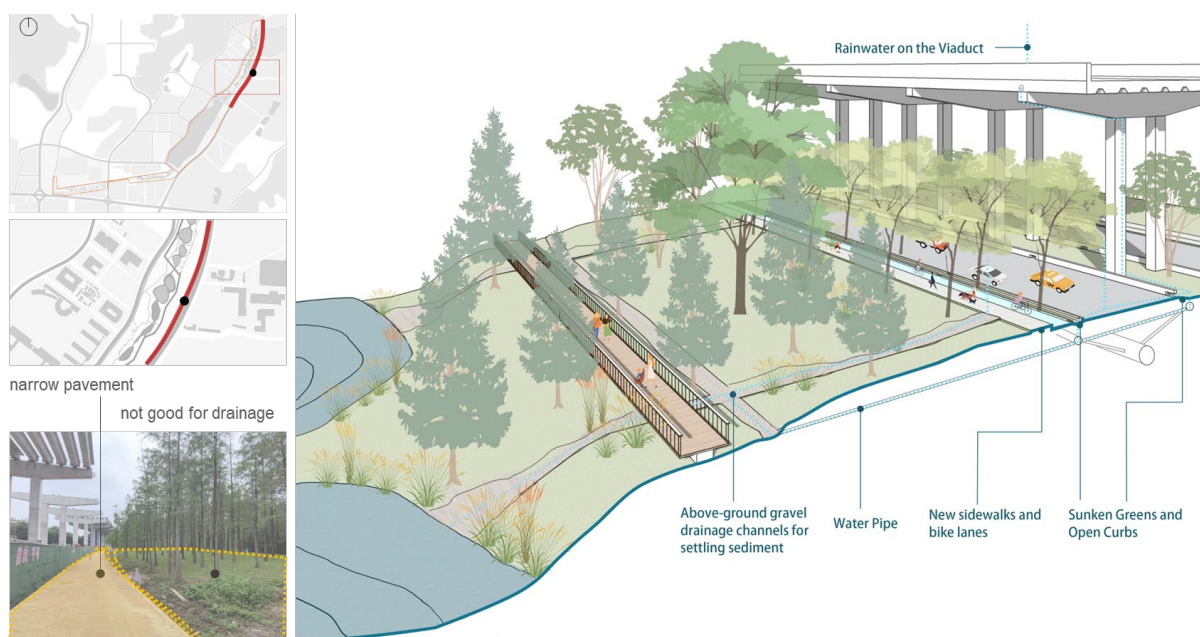 narrow pavement
not good for drainage
Rainwater on the Viaduct
Above-ground gravel
drainage channels for
settling sediment
Water Pipe
New sidewalks and
bike lanes
Sunken Greens and
Open Curbs